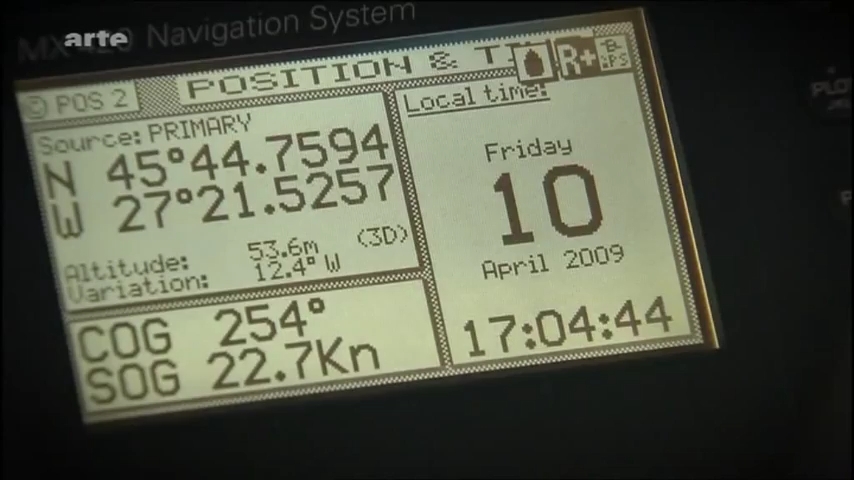 arte
Navigation System
POS 2
POSITION &
R+
Source: PRIMARY
N 45°44.7594
W 27°21.5257
Altitude: 53.6m (3D)
Variation: 12.4° W
COG 254°
SOG 22.7Kn
Local time:
Friday
10
April 2009
17:04:44